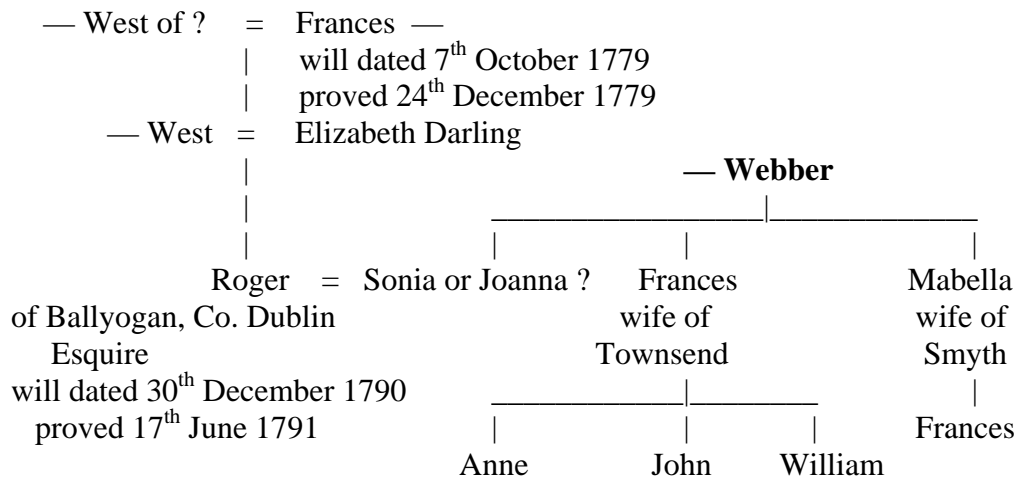 — West of ? = Frances —
will dated 7th October 1779
proved 24th December 1779
— West = Elizabeth Darling
— Webber
Roger = Sonia or Joanna ? Frances Mabella
of Ballyogan, Co. Dublin wife of wife of
Esquire Townsend Smyth
will dated 30th December 1790
proved 17th June 1791 Frances
Anne John William